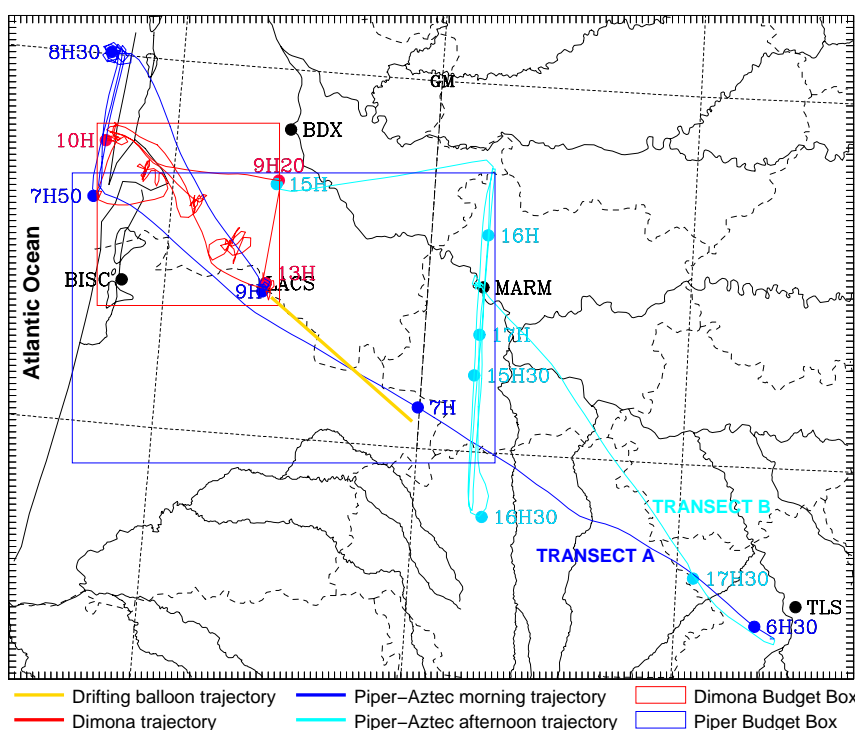 8H30
GM
BDX
10H
9H20
15H
7H50
16H
Atlantic Ocean
BISC
13H
LACS
9H
MARM
17H
15H30
7H
TRANSECT B
16H30
TRANSECT A
17H30
TLS
6H30
Drifting balloon trajectory
Piper−Aztec morning trajectory
Dimona Budget Box
Dimona trajectory
Piper−Aztec afternoon trajectory
Piper Budget Box